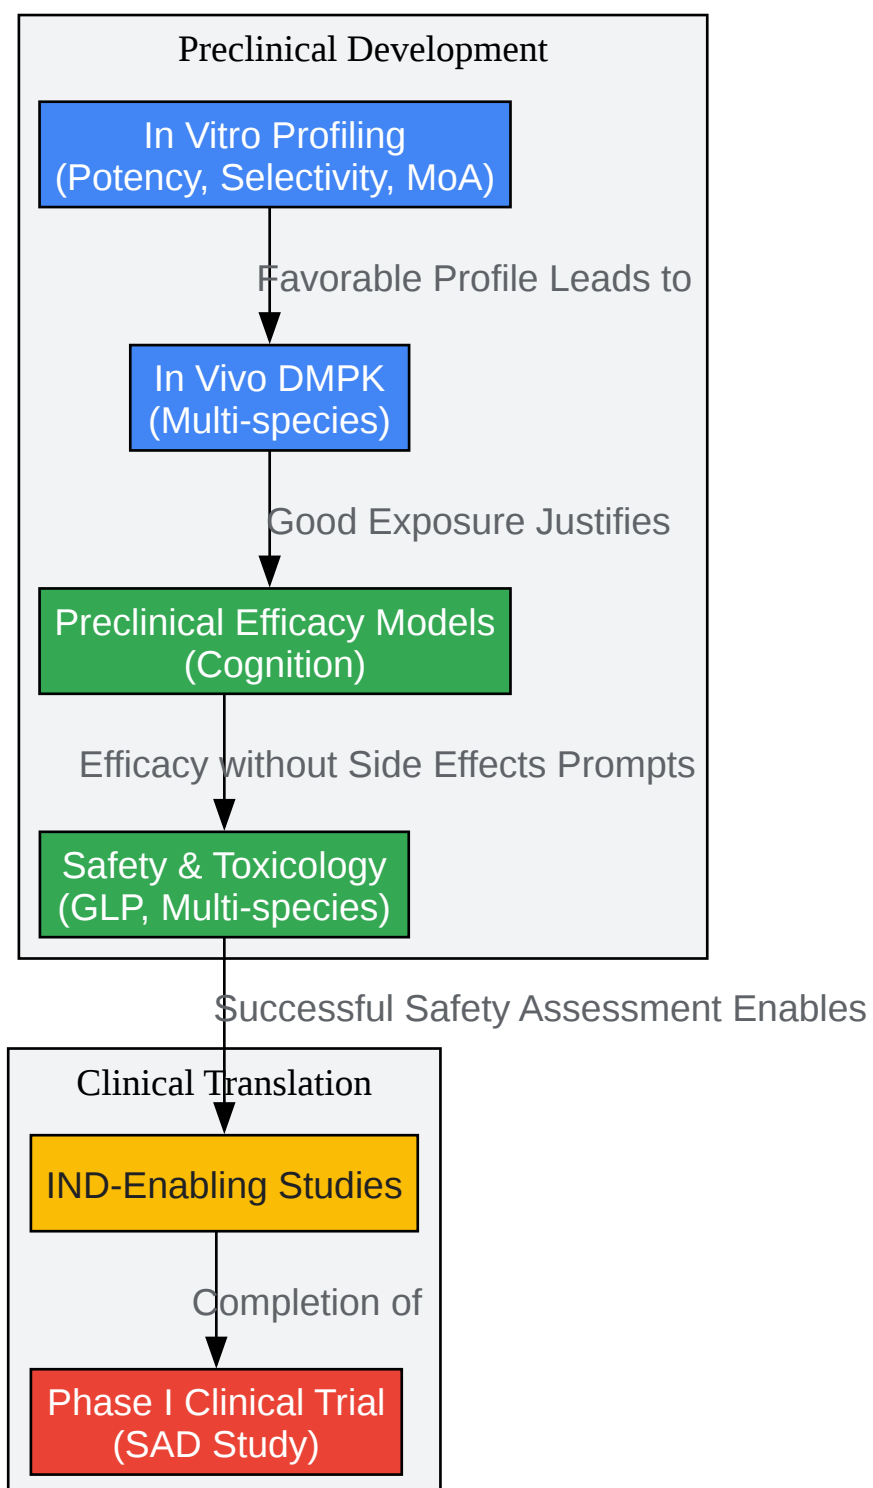 Preclinical Development
In Vitro Profiling
(Potency, Selectivity, MoA)
Favorable Profile Leads to
In Vivo DMPK
(Multi-species)
Good Exposure Justifies
Preclinical Efficacy Models
(Cognition)
Efficacy without Side Effects Prompts
Safety & Toxicology
(GLP, Multi-species)
Successful Safety Assessment Enables
Clinical Translation
IND-Enabling Studies
Completion of
Phase I Clinical Trial
(SAD Study)